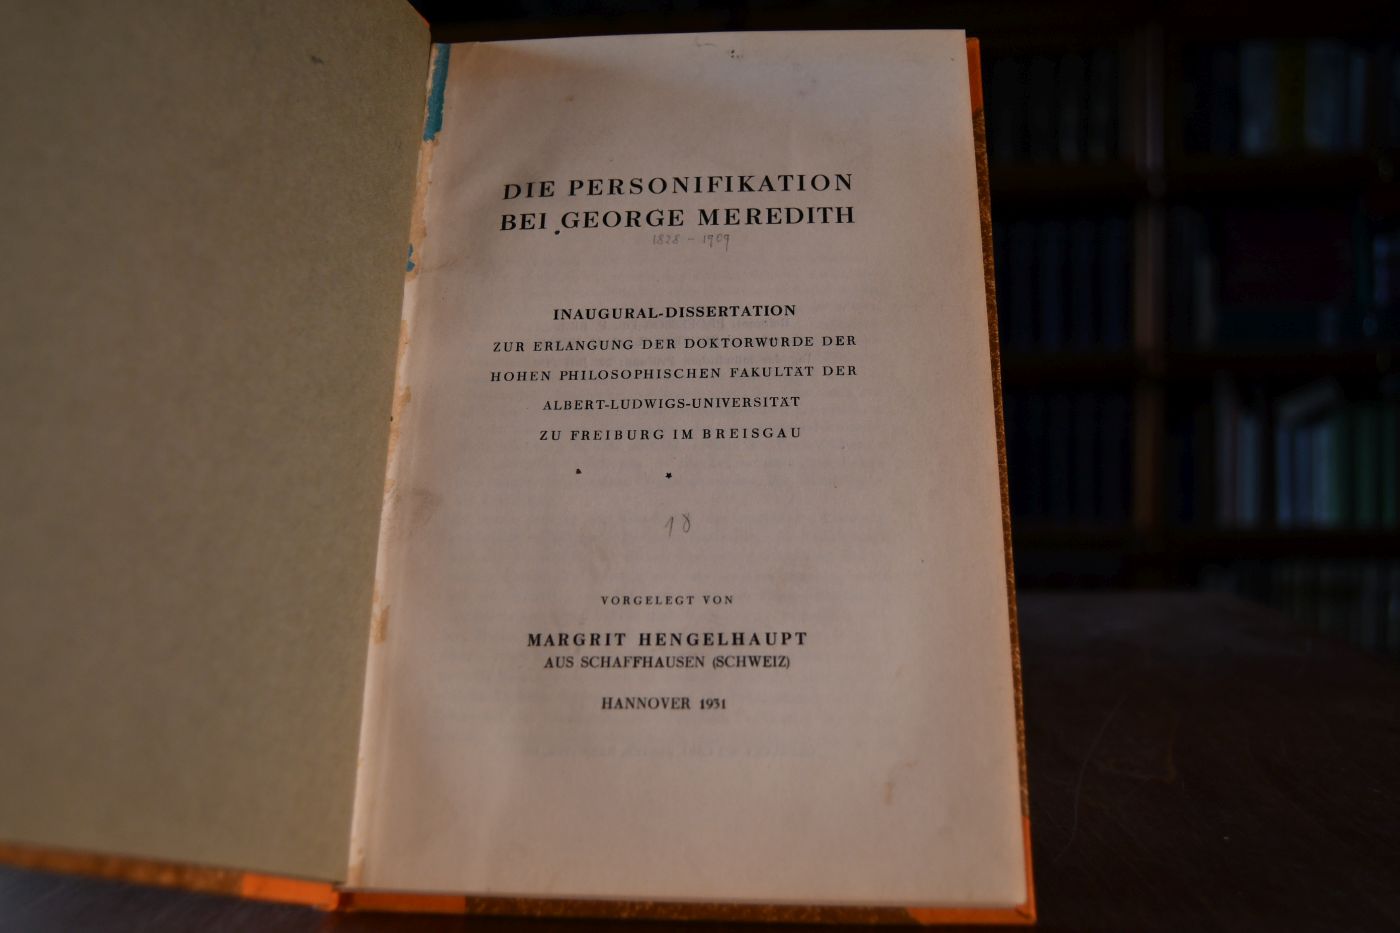 DIE PERSONIFIKATION
BEI GEORGE MEREDITH
1828 - 1909
INAUGURAL-DISSERTATION
ZUR ERLANGUNG DER DOKTORWÜRDE DER
HOHEN PHILOSOPHISCHEN FAKULTÄT DER
ALBERT-LUDWIGS-UNIVERSITÄT
ZU FREIBURG IM BREISGAU
18
VORGELEGT VON
MARGRIT HENGELHAUPT
AUS SCHAFFHAUSEN (SCHWEIZ)
HANNOVER 1931